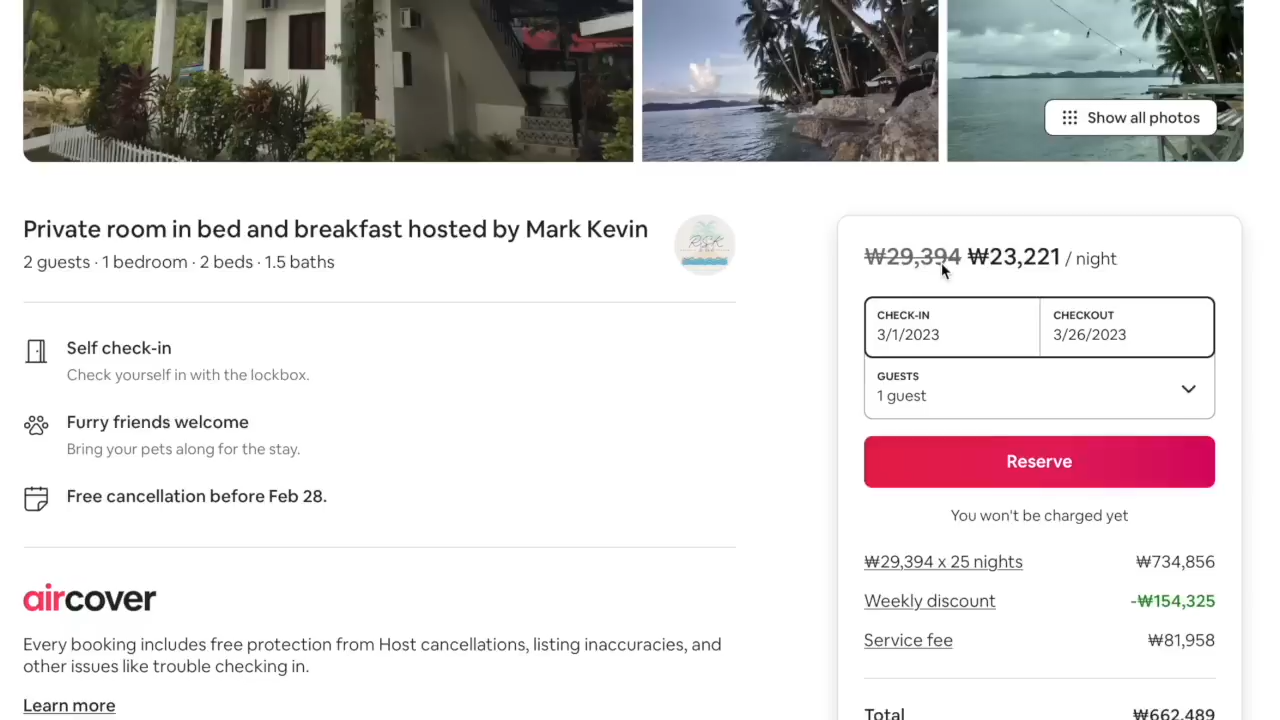 Show all photos
Private room in bed and breakfast hosted by Mark Kevin
2 guests · 1 bedroom · 2 beds · 1.5 baths
Self check-in
Check yourself in with the lockbox.
Furry friends welcome
Bring your pets along for the stay.
Free cancellation before Feb 28.
aircover
Every booking includes free protection from Host cancellations, listing inaccuracies, and
other issues like trouble checking in.
Learn more
₩29,394 ₩23,221 / night
CHECK-IN
3/1/2023
CHECKOUT
3/26/2023
GUESTS
1 guest
Reserve
You won't be charged yet
₩29,394 x 25 nights ₩734,856
Weekly discount -₩154,325
Service fee ₩81,958
Total ₩662,489